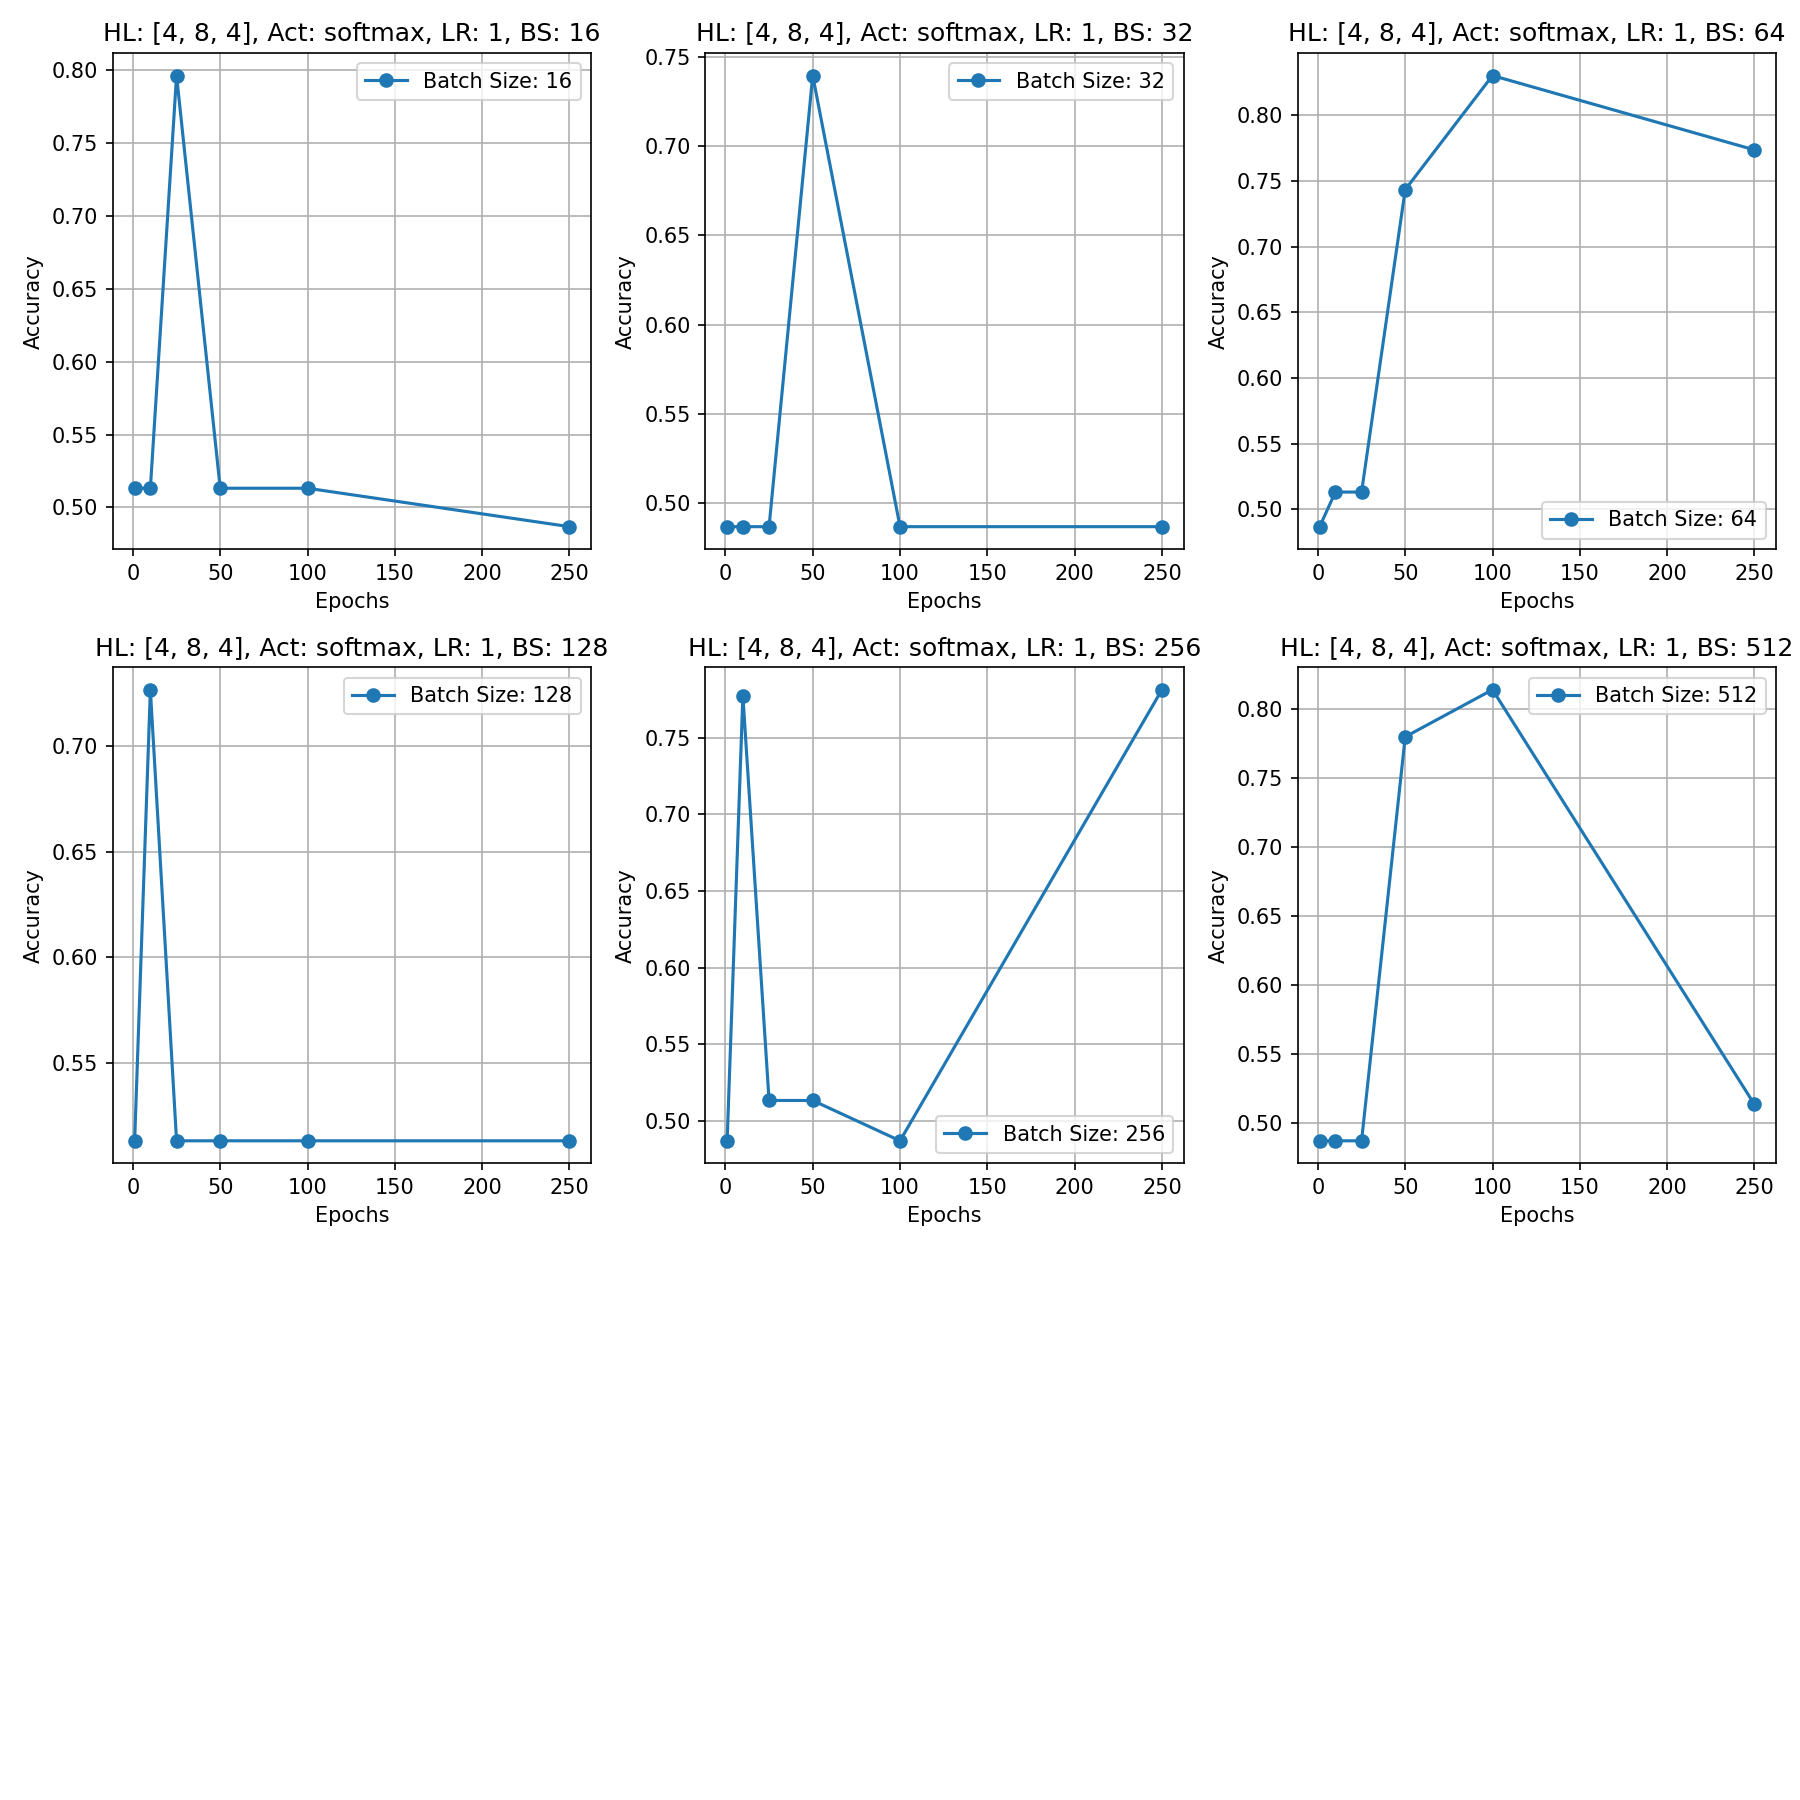 HL: [4, 8, 4], Act: softmax, LR: 1, BS: 16
Batch Size: 16
0.80
0.75
0.70
0.65
0.60
0.55
0.50
Accuracy
0 50 100 150 200 250
Epochs
HL: [4, 8, 4], Act: softmax, LR: 1, BS: 32
Batch Size: 32
0.75
0.70
0.65
0.60
0.55
0.50
Accuracy
0 50 100 150 200 250
Epochs
HL: [4, 8, 4], Act: softmax, LR: 1, BS: 64
0.80
0.75
0.70
0.65
0.60
0.55
0.50
Accuracy
Batch Size: 64
0 50 100 150 200 250
Epochs
HL: [4, 8, 4], Act: softmax, LR: 1, BS: 128
Batch Size: 128
0.70
0.65
0.60
0.55
Accuracy
0 50 100 150 200 250
Epochs
HL: [4, 8, 4], Act: softmax, LR: 1, BS: 256
0.75
0.70
0.65
0.60
0.55
0.50
Accuracy
Batch Size: 256
0 50 100 150 200 250
Epochs
HL: [4, 8, 4], Act: softmax, LR: 1, BS: 512
Batch Size: 512
0.80
0.75
0.70
0.65
0.60
0.55
0.50
Accuracy
0 50 100 150 200 250
Epochs